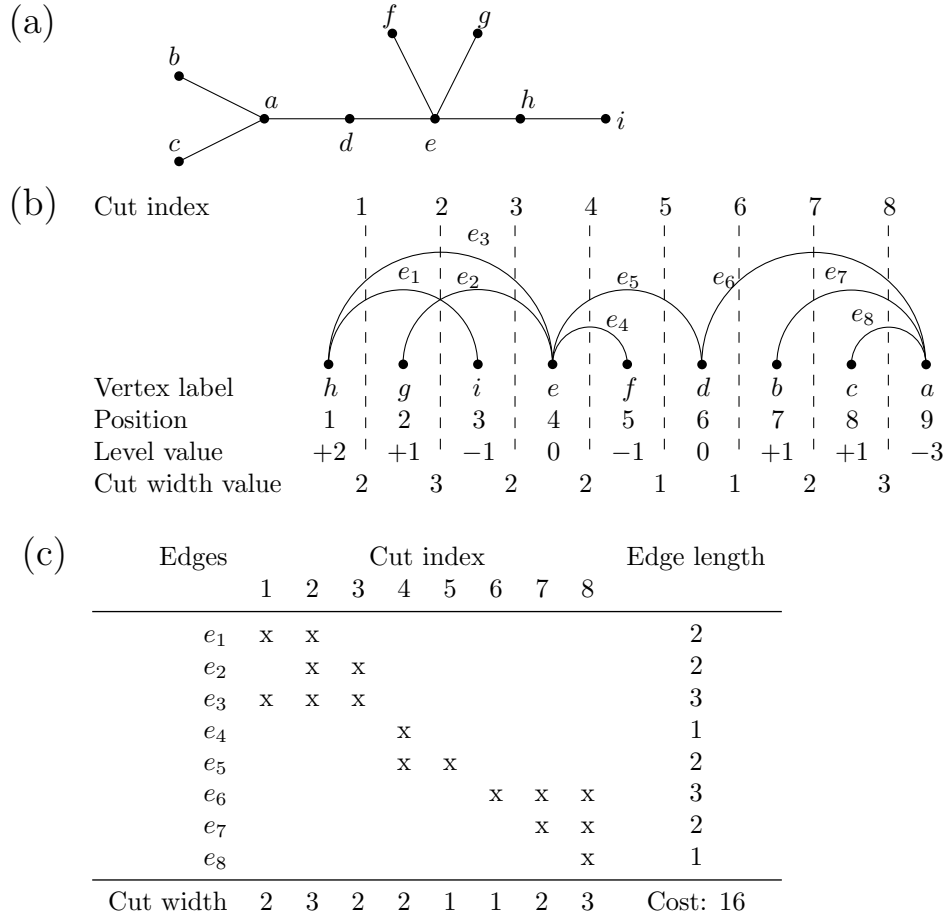 (a)
f g
b
a h
c d e i
(b) Cut index 1 2 3 4 5 6 7 8
e₃
e₁ e₂ e₅ e₆ e₇
e₄ e₈
Vertex label h g i e f d b c a
Position 1 2 3 4 5 6 7 8 9
Level value +2 +1 −1 0 −1 0 +1 +1 −3
Cut width value 2 3 2 2 1 1 2 3
(c) Edges Cut index Edge length
1 2 3 4 5 6 7 8
e₁ x x 2
e₂ x x 2
e₃ x x x 3
e₄ x 1
e₅ x x 2
e₆ x x x 3
e₇ x x 2
e₈ x 1
Cut width 2 3 2 2 1 1 2 3 Cost: 16